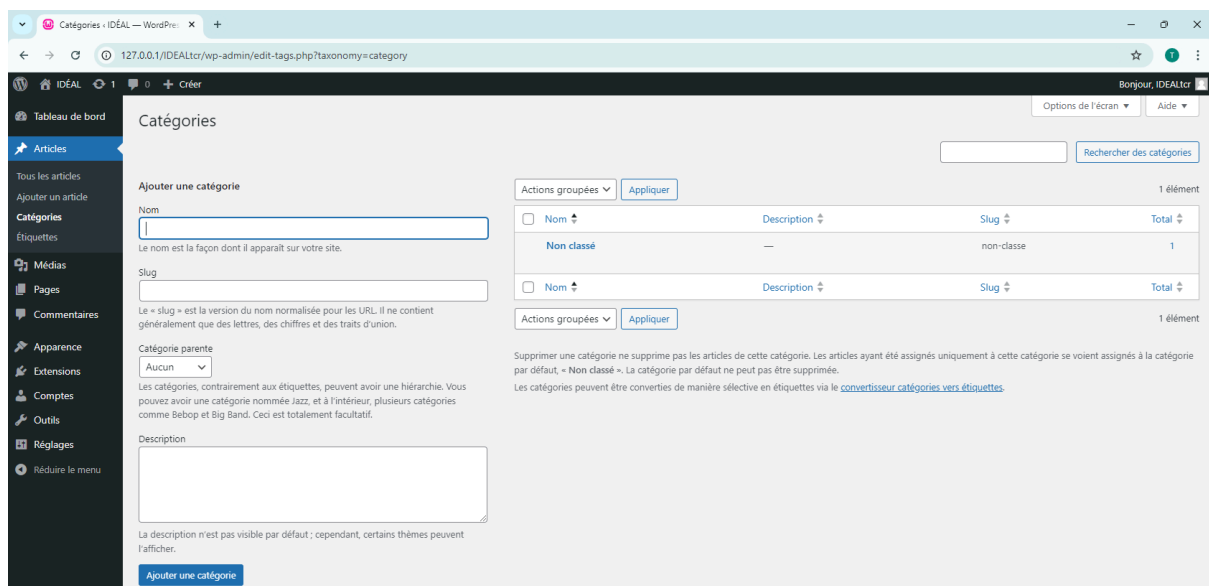 Catégories ‹ IDÉAL — WordPre
127.0.0.1/IDEALtcr/wp-admin/edit-tags.php?taxonomy=category
IDÉAL 1 0 Créer
Bonjour, IDEALtcr
Tableau de bord
Articles
Tous les articles
Ajouter un article
Catégories
Étiquettes
Médias
Pages
Commentaires
Apparence
Extensions
Comptes
Outils
Réglages
Réduire le menu
Options de l'écran
Aide
Catégories
Rechercher des catégories
Ajouter une catégorie
Nom
Le nom est la façon dont il apparaît sur votre site.
Slug
Le « slug » est la version du nom normalisée pour les URL. Il ne contient
généralement que des lettres, des chiffres et des traits d'union.
Catégorie parente
Aucun
Les catégories, contrairement aux étiquettes, peuvent avoir une hiérarchie. Vous
pouvez avoir une catégorie nommée Jazz, et à l'intérieur, plusieurs catégories
comme Bebop et Big Band. Ceci est totalement facultatif.
Description
La description n'est pas visible par défaut ; cependant, certains thèmes peuvent
l'afficher.
Ajouter une catégorie
Actions groupées Appliquer 1 élément
Nom Description Slug Total
Non classé — non-classe 1
Nom Description Slug Total
Actions groupées Appliquer 1 élément
Supprimer une catégorie ne supprime pas les articles de cette catégorie. Les articles ayant été assignés uniquement à cette catégorie se voient assignés à la catégorie
par défaut, « Non classé ». La catégorie par défaut ne peut pas être supprimée.
Les catégories peuvent être converties de manière sélective en étiquettes via le convertisseur catégories vers étiquettes.